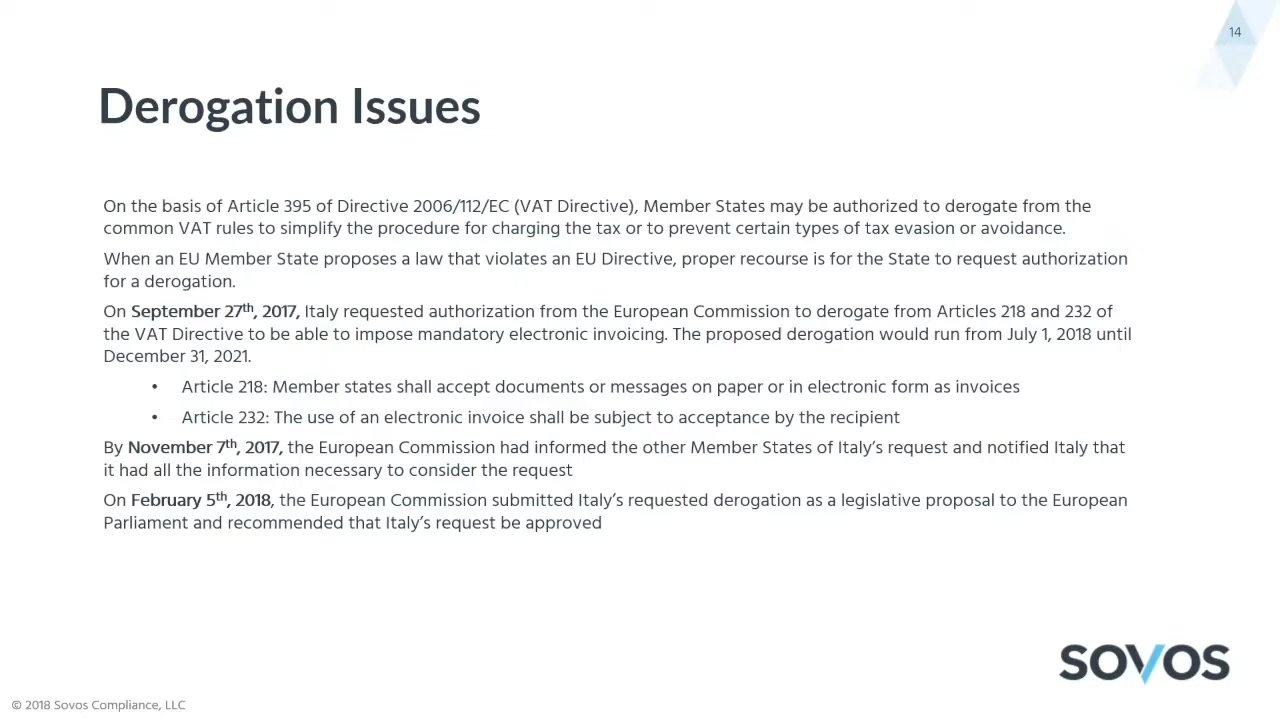 14
Derogation Issues
On the basis of Article 395 of Directive 2006/112/EC (VAT Directive), Member States may be authorized to derogate from the
common VAT rules to simplify the procedure for charging the tax or to prevent certain types of tax evasion or avoidance.
When an EU Member State proposes a law that violates an EU Directive, proper recourse is for the State to request authorization
for a derogation.
On September 27th, 2017, Italy requested authorization from the European Commission to derogate from Articles 218 and 232 of
the VAT Directive to be able to impose mandatory electronic invoicing. The proposed derogation would run from July 1, 2018 until
December 31, 2021.
• Article 218: Member states shall accept documents or messages on paper or in electronic form as invoices
• Article 232: The use of an electronic invoice shall be subject to acceptance by the recipient
By November 7th, 2017, the European Commission had informed the other Member States of Italy’s request and notified Italy that
it had all the information necessary to consider the request
On February 5th, 2018, the European Commission submitted Italy’s requested derogation as a legislative proposal to the European
Parliament and recommended that Italy’s request be approved
SOVOS
© 2018 Sovos Compliance, LLC